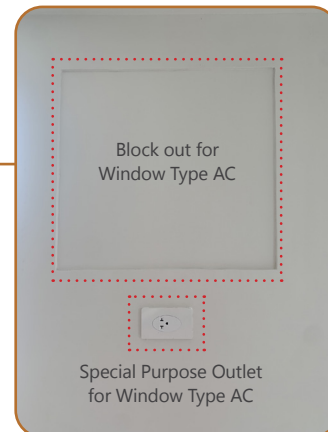 Block out for
Window Type AC
Special Purpose Outlet
for Window Type AC